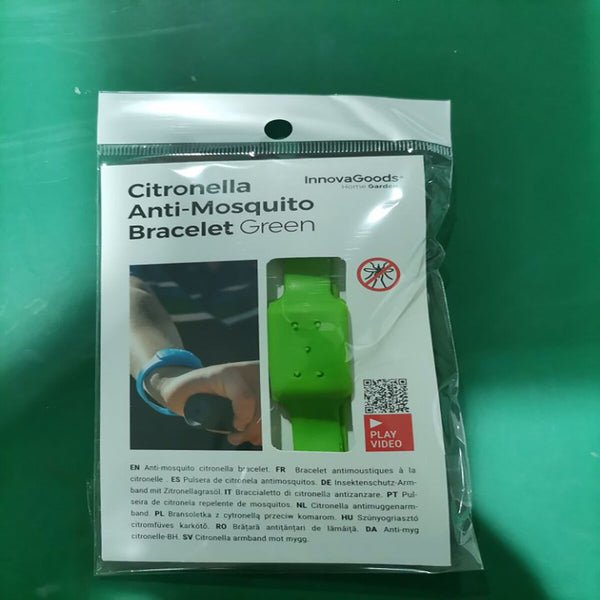 Citronella
Anti-Mosquito
Bracelet Green
InnovaGoods
Home Garden
PLAY
VIDEO
EN Anti-mosquito citronella bracelet. FR Bracelet antimoustiques à la
citronelle . ES Pulsera de citronela antimosquitos. DE Insektenschutz-Arm-
band mit Zitronellagrasöl. IT Braccialetto di citronella antizanzare. PT Pul-
seira de citronela repelente de mosquitos. NL Citronella antimuggenarm-
band. PL Bransoletka z cytronellą przeciw komarom. HU Szúnyogriasztó
citromfüves karkötő. RO Brățară antițânțari de lămâiță. DA Anti-myg
citronelle-BH. SV Citronella armband mot mygg.